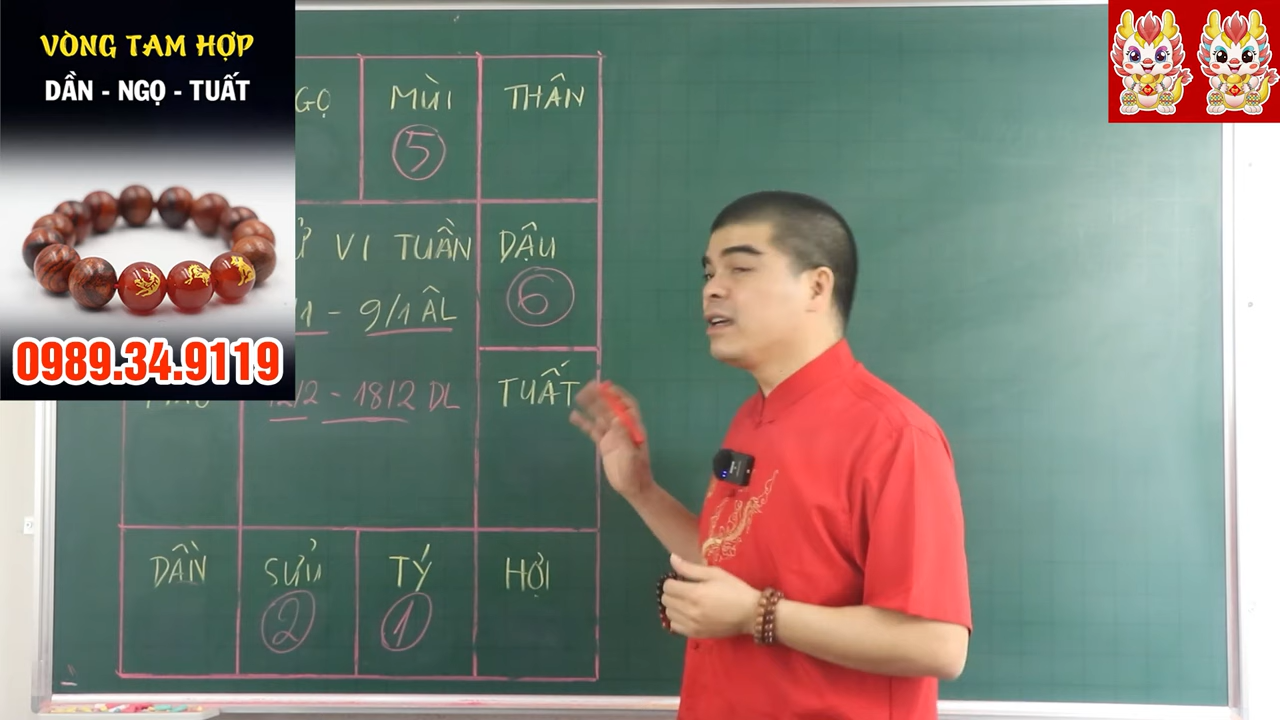 VÒNG TAM HỢP
DẦN - NGỌ - TUẤT
0989.34.9119
MÙI
5
THÂN
VI TUẦN
DẬU
6
- 9/1 ÂL
- 18/2 DL
TUẤT
DẦN
SỬU
2
TÝ
1
HỢI